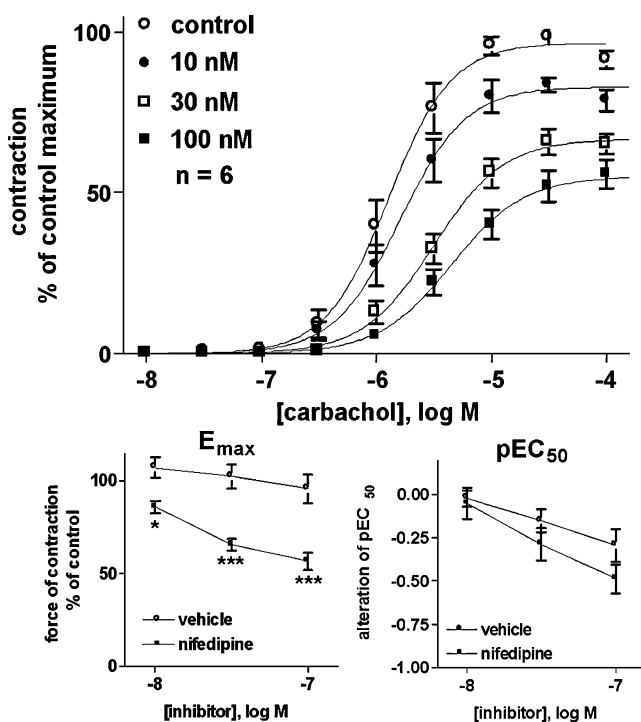 control
10 nM
30 nM
100 nM
n = 6
contraction
% of control maximum
100
50
0
-8 -7 -6 -5 -4
[carbachol], log M
Emax
force of contraction
% of control
100
50
0
*
***
***
vehicle
nifedipine
-8 -7
[inhibitor], log M
pEC50
alteration of pEC 50
0.00
-0.25
-0.50
-0.75
-1.00
vehicle
nifedipine
-8 -7
[inhibitor], log M